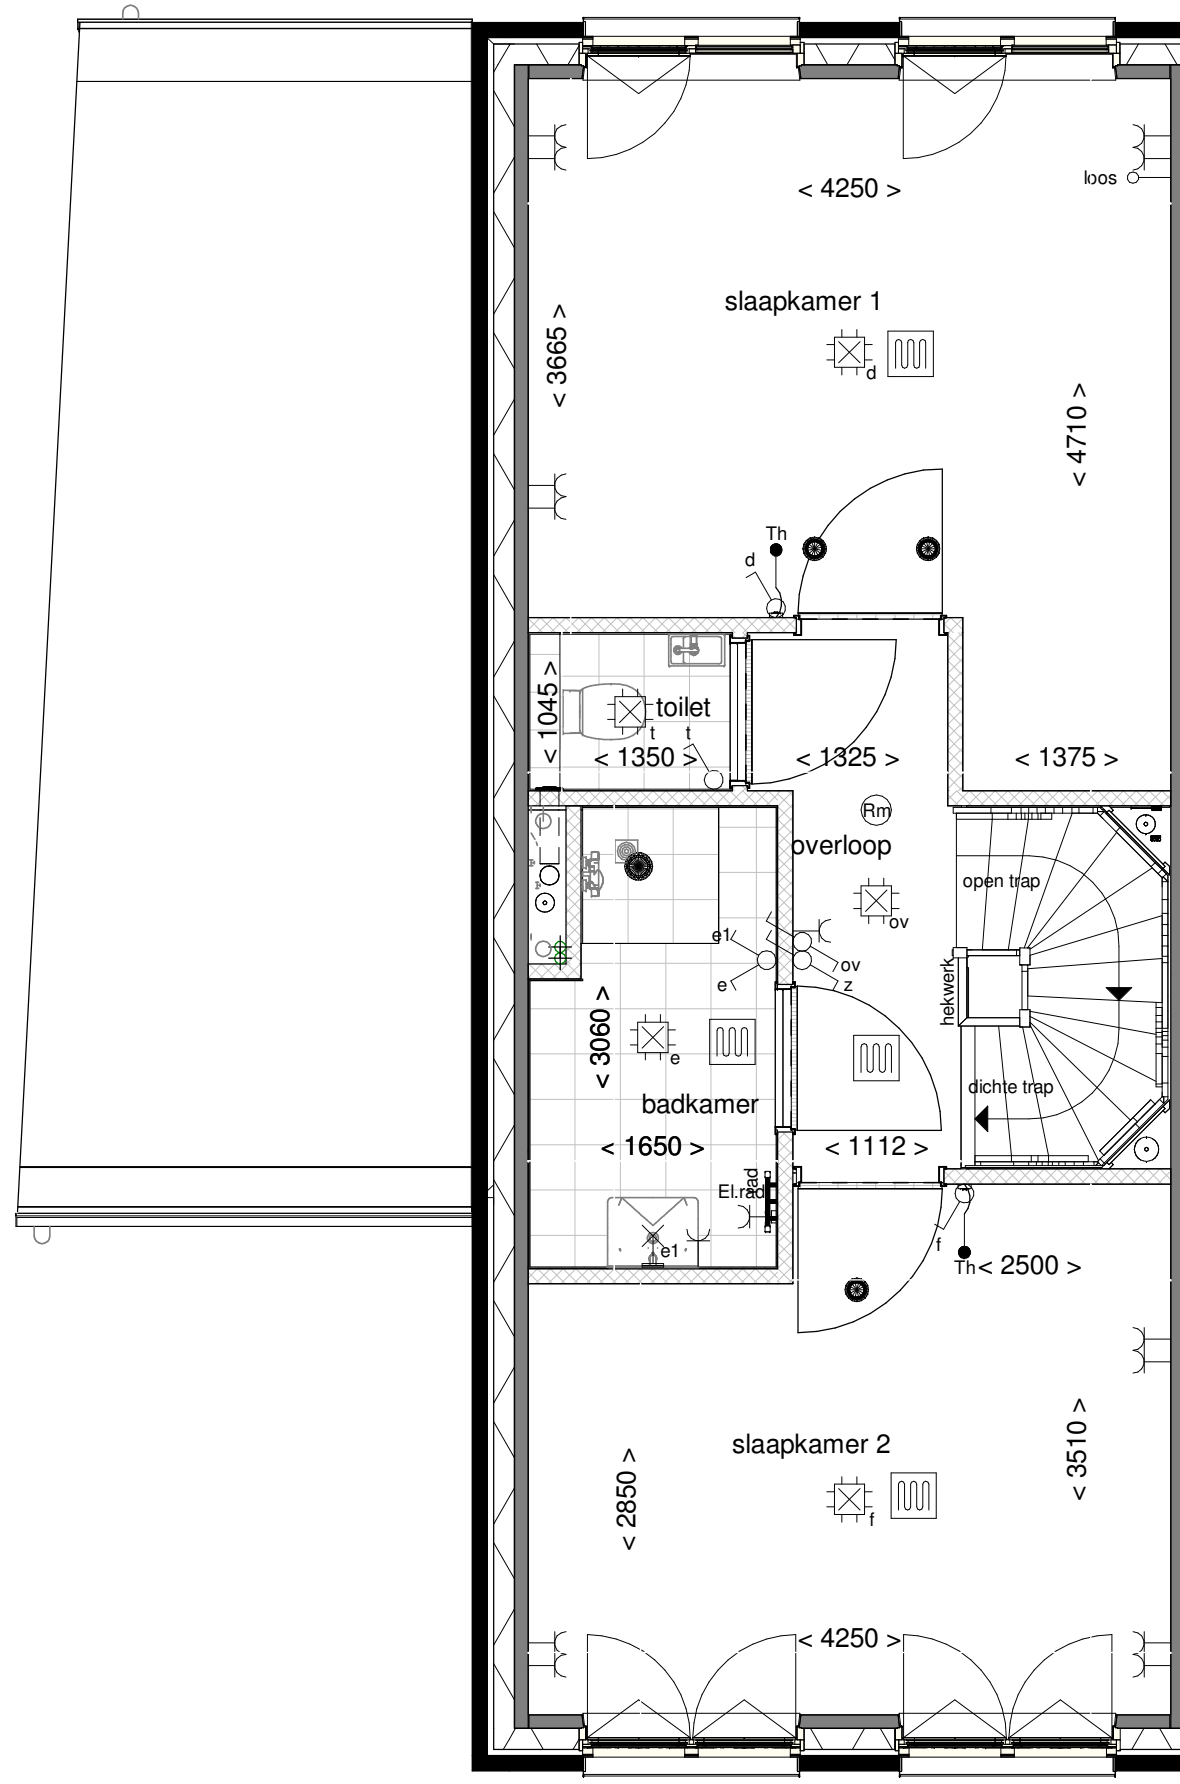 < 4250 >
loos
slaapkamer 1
< 3665 >
d
< 4710 >
Th
d
< 1045 >
toilet
t
t
< 1350 >
< 1325 >
< 1375 >
Rm
overloop
open trap
ov
e1
ov
e
z
hekwerk
< 3060 >
e
dichte trap
badkamer
< 1650 >
< 1112 >
rad
El.rad
e1
f
Th
< 2500 >
< 3510 >
slaapkamer 2
< 2850 >
f
< 4250 >